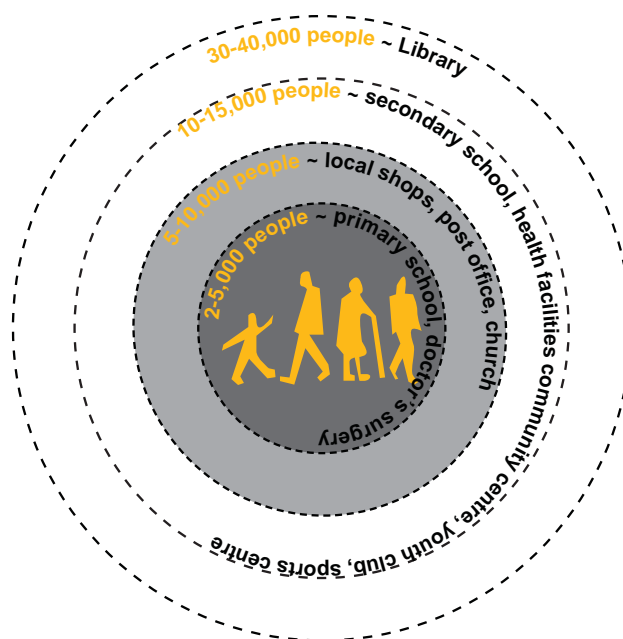 30-40,000 people ~ Library
10-15,000 people ~ secondary school, health facilities community centre, youth club, sports centre
5-10,000 people ~ local shops, post office, church
2-5,000 people ~ primary school, doctor's surgery